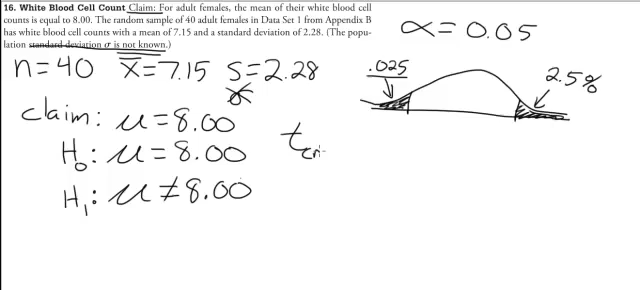 16. White Blood Cell Count Claim: For adult females, the mean of their white blood cell
counts is equal to 8.00. The random sample of 40 adult females in Data Set 1 from Appendix B
has white blood cell counts with a mean of 7.15 and a standard deviation of 2.28. (The popu-
lation standard deviation σ is not known.)
α = 0.05
n = 40 x̄ = 7.15 s = 2.28
.025
2.5%
claim: μ = 8.00
H₀: μ = 8.00
t cri
H₁: μ ≠ 8.00